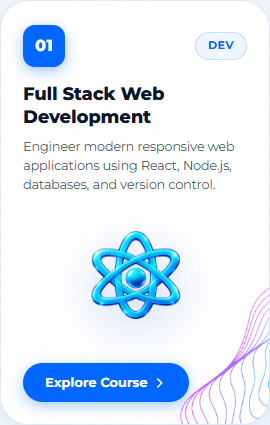 01
DEV
Full Stack Web
Development
Engineer modern responsive web
applications using React, Node.js,
databases, and version control.
Explore Course